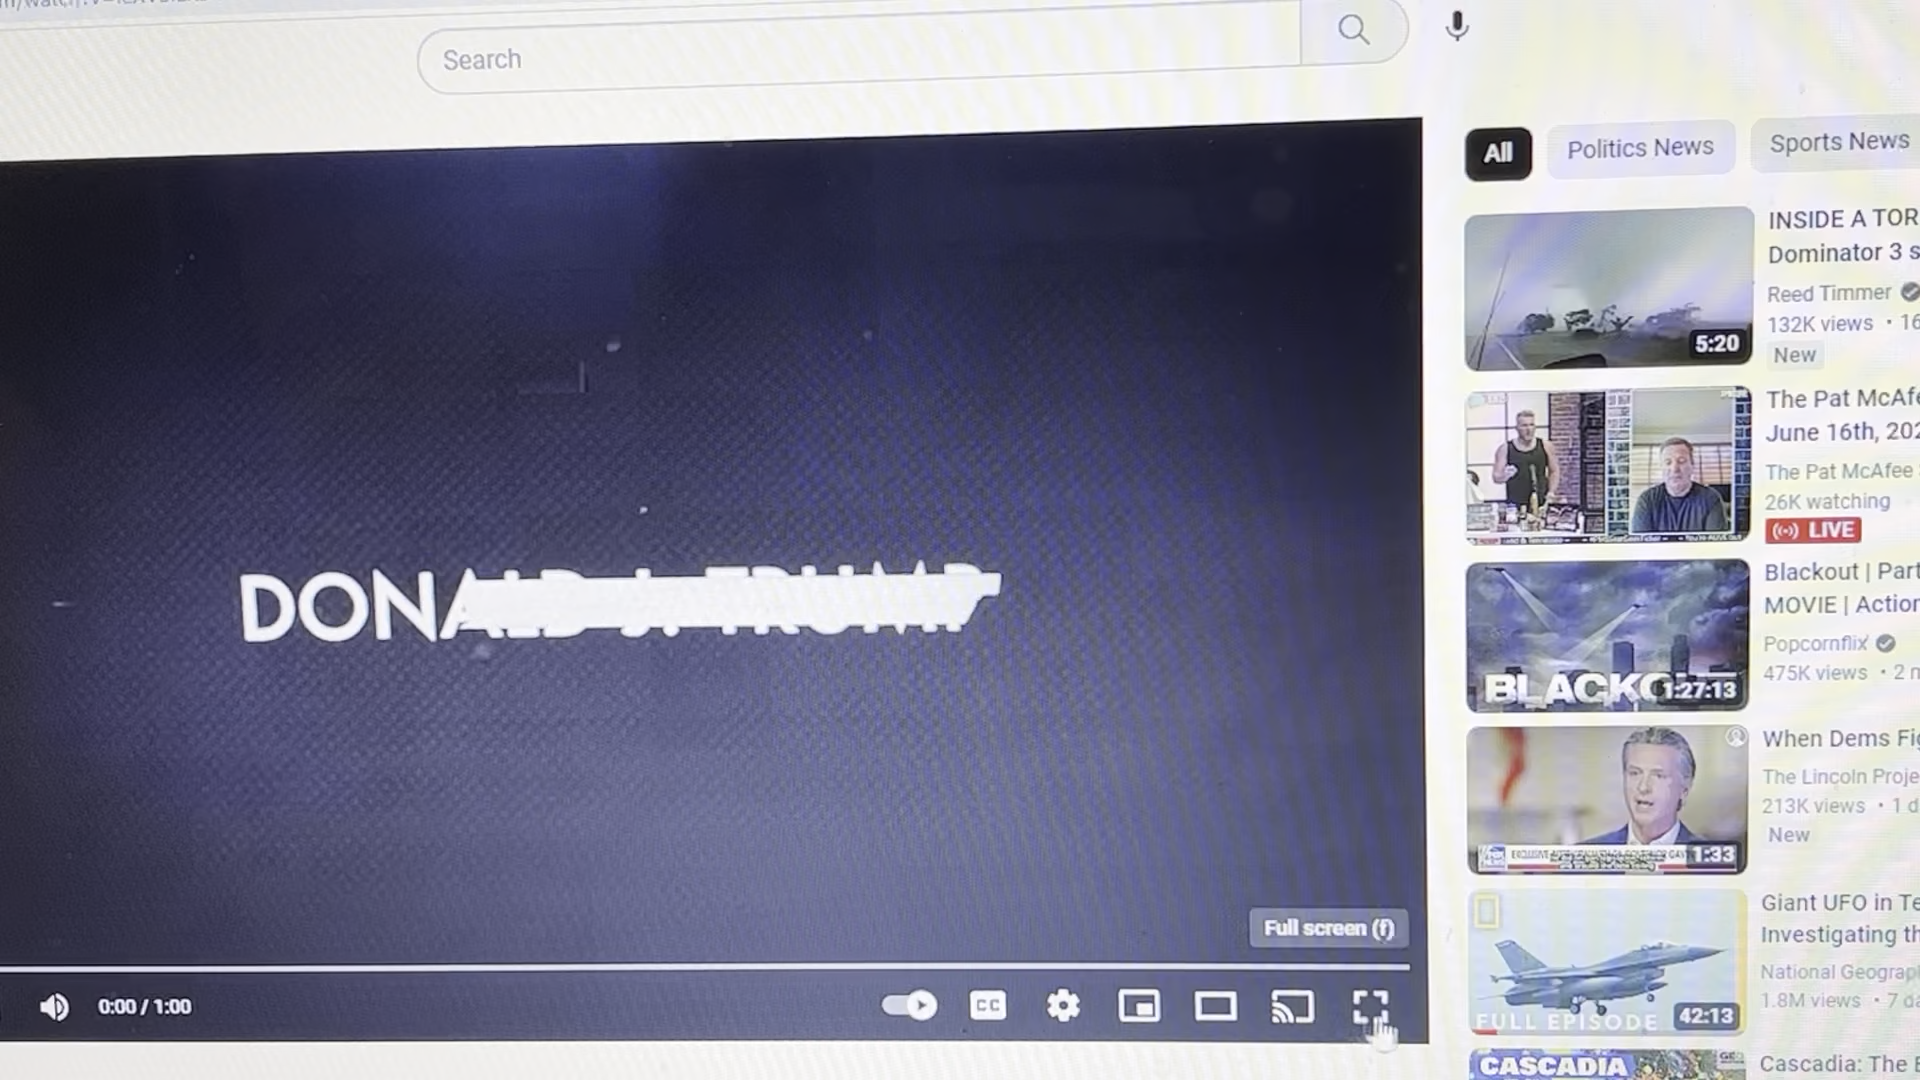 Search
All
Politics News
Sports News
DONALD J. TRUMP
Full screen (f)
0:00 / 1:00
CC
INSIDE A TOR
Dominator 3 s
Reed Timmer
132K views • 16
New
5:20
The Pat McAfe
June 16th, 202
The Pat McAfee
26K watching
LIVE
Blackout | Part
MOVIE | Action
Popcornflix
475K views • 2 m
BLACKO
1:27:13
When Dems Fig
The Lincoln Proje
213K views • 1 d
New
1:33
Giant UFO in Te
Investigating th
National Geograp
1.8M views • 7 da
FULL EPISODE
42:13
CASCADIA
Cascadia: The E